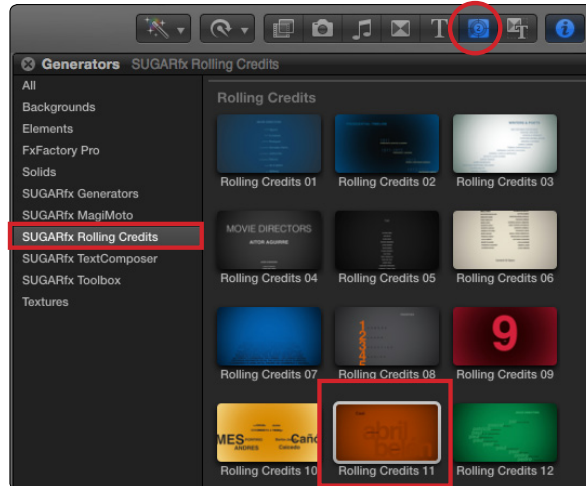 Generators SUGARfx Rolling Credits
All
Backgrounds
Elements
FxFactory Pro
Solids
SUGARfx Generators
SUGARfx MagiMoto
SUGARfx Rolling Credits
SUGARfx TextComposer
SUGARfx Toolbox
Textures
Rolling Credits
Rolling Credits 01
Rolling Credits 02
Rolling Credits 03
MOVIE DIRECTORS
AITOR AGUIRRE
Rolling Credits 04
Rolling Credits 05
Rolling Credits 06
Rolling Credits 07
Rolling Credits 08
9
Rolling Credits 09
MES
ANDRES
Caicedo
Caño
Rolling Credits 10
abril
Rolling Credits 11
Rolling Credits 12